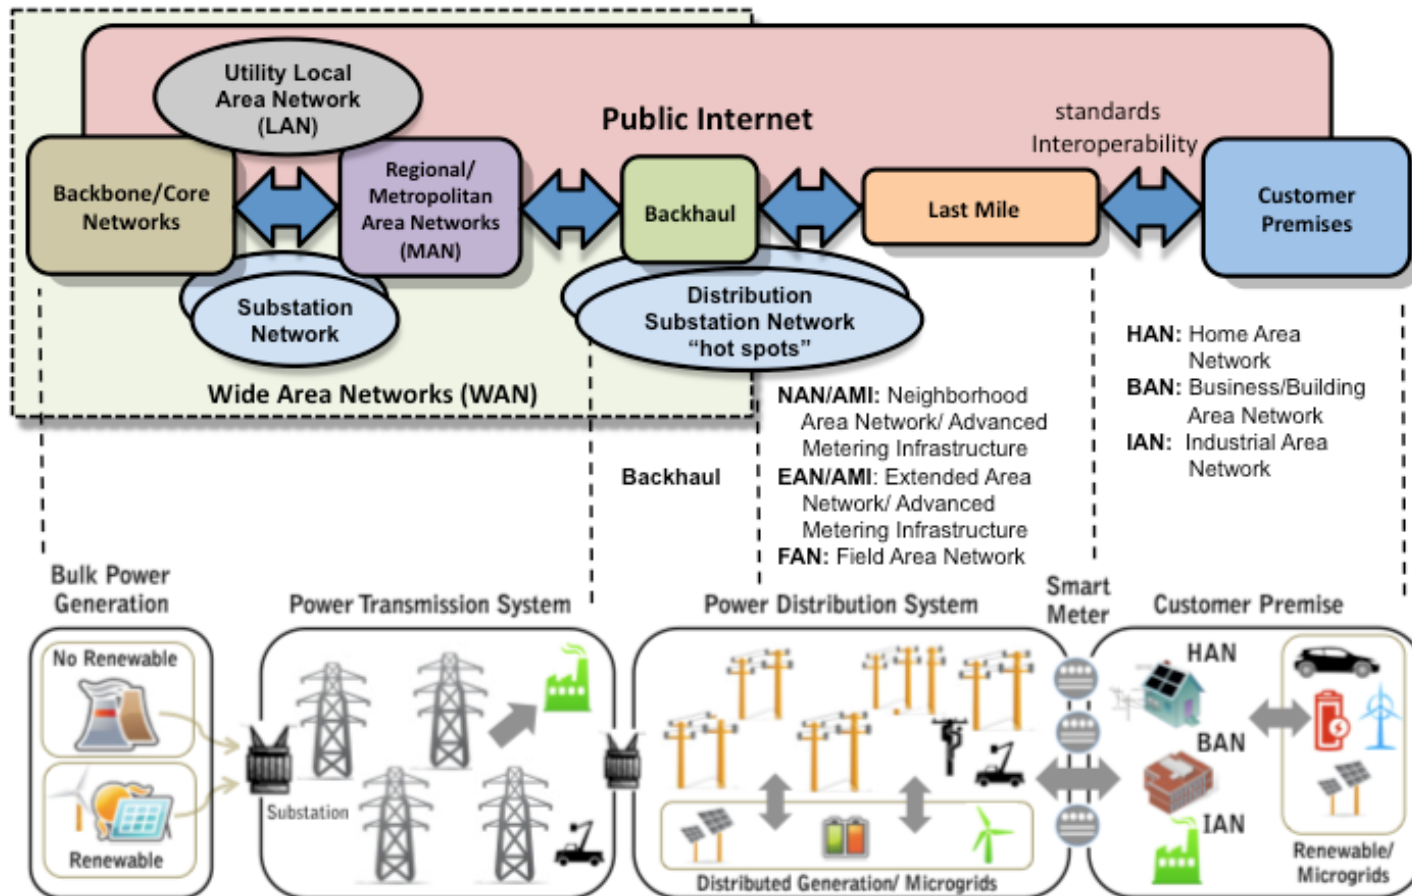 Utility Local
Area Network
(LAN)
Public Internet
standards
Interoperability
Backbone/Core
Networks
Regional/
Metropolitan
Area Networks
(MAN)
Backhaul
Last Mile
Customer
Premises
Substation
Network
Distribution
Substation Network
“hot spots”
Wide Area Networks (WAN)
HAN: Home Area
Network
BAN: Business/Building
Area Network
IAN: Industrial Area
Network
Backhaul
NAN/AMI: Neighborhood
Area Network/ Advanced
Metering Infrastructure
EAN/AMI: Extended Area
Network/ Advanced
Metering Infrastructure
FAN: Field Area Network
Bulk Power
Generation
Power Transmission System
Power Distribution System
Smart
Meter
Customer Premise
No Renewable
Renewable
Substation
Distributed Generation/ Microgrids
HAN
BAN
IAN
Renewable/
Microgrids